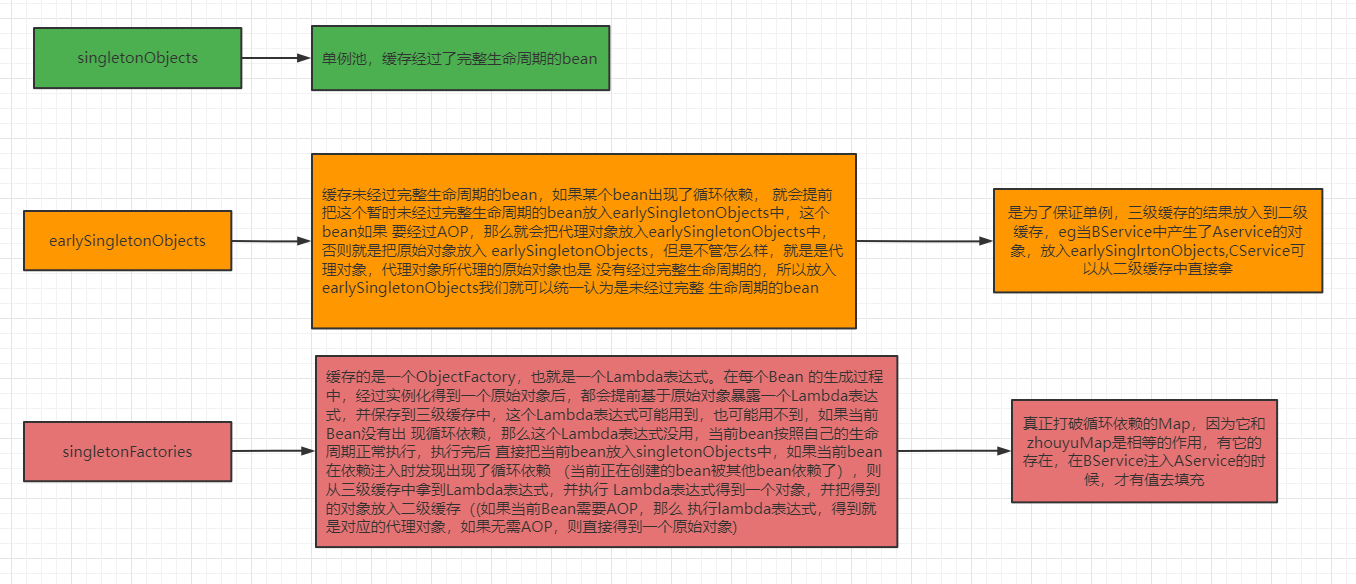 singletonObjects
单例池，缓存经过了完整生命周期的bean
earlySingletonObjects
缓存未经过完整生命周期的bean，如果某个bean出现了循环依赖， 就会提前
把这个暂时未经过完整生命周期的bean放入earlySingletonObjects中，这个
bean如果 要经过AOP，那么就会把代理对象放入earlySingletonObjects中，
否则就是把原始对象放入 earlySingletonObjects，但是不管怎么样，就是是代
理对象，代理对象所代理的原始对象也是 没有经过完整生命周期的，所以放入
earlySingletonObjects我们就可以统一认为是未经过完整 生命周期的bean
是为了保证单例，三级缓存的结果放入到二级
缓存，eg当BService中产生了Aservice的对
象，放入earlySinglrtonObjects,CService可
以从二级缓存中直接拿
singletonFactories
缓存的是一个ObjectFactory，也就是一个Lambda表达式。在每个Bean 的生成过程
中，经过实例化得到一个原始对象后，都会提前基于原始对象暴露一个Lambda表达
式，并保存到三级缓存中，这个Lambda表达式可能用到，也可能用不到，如果当前
Bean没有出 现循环依赖，那么这个Lambda表达式没用，当前bean按照自己的生命
周期正常执行，执行完后 直接把当前bean放入singletonObjects中，如果当前bean
在依赖注入时发现出现了循环依赖 （当前正在创建的bean被其他bean依赖了），则
从三级缓存中拿到Lambda表达式，并执行 Lambda表达式得到一个对象，并把得到
的对象放入二级缓存（(如果当前Bean需要AOP，那么 执行lambda表达式，得到就
是对应的代理对象，如果无需AOP，则直接得到一个原始对象)
真正打破循环依赖的Map，因为它和
zhouyuMap是相等的作用，有它的
存在，在BService注入AService的时
候，才有值去填充